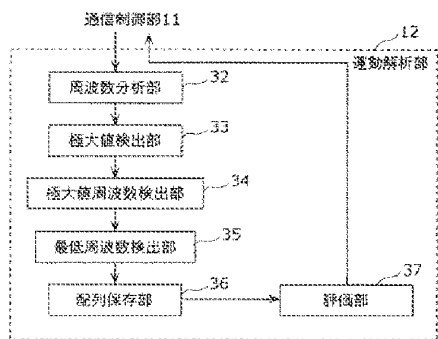 通信制御部11
12
運動解析部
32
周波数分析部
33
極大値検出部
34
極大値周波数検出部
35
最低周波数検出部
36
配列保存部
37
評価部